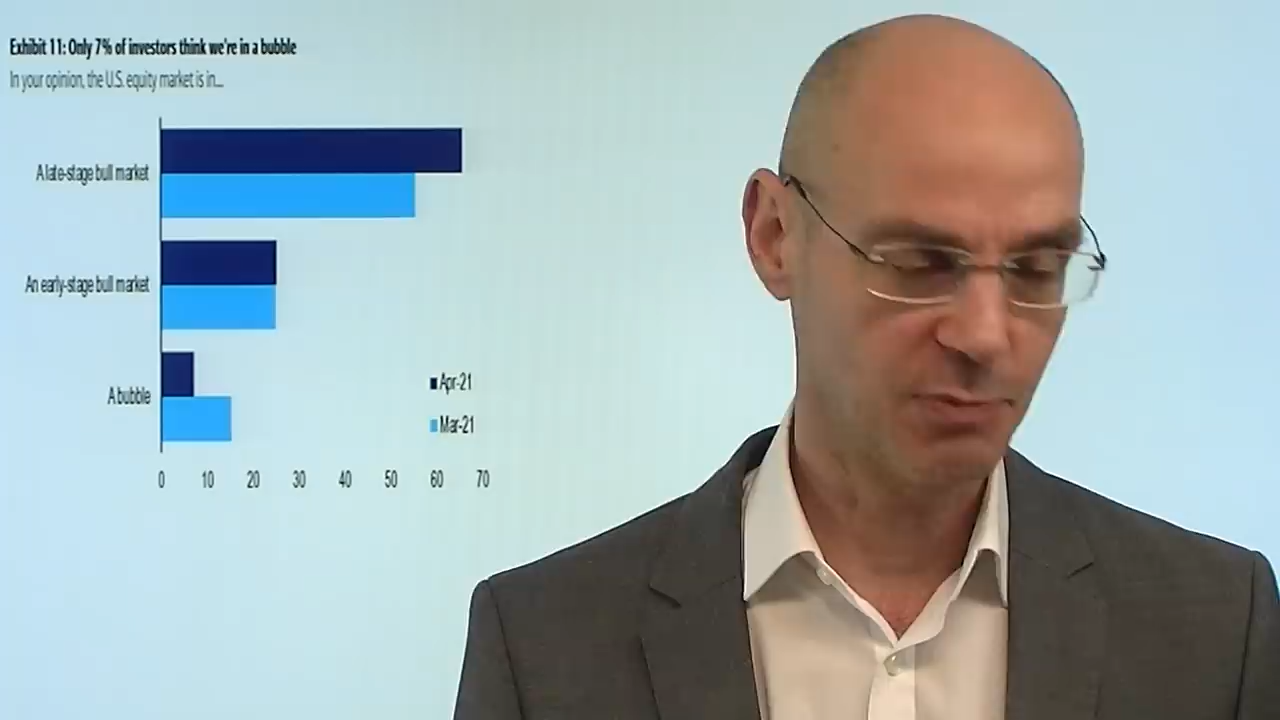 Exhibit 11: Only 7% of investors think we're in a bubble
In your opinion, the U.S. equity market is in...
A late-stage bull market
An early-stage bull market
A bubble
Apr-21
Mar-21
0 10 20 30 40 50 60 70